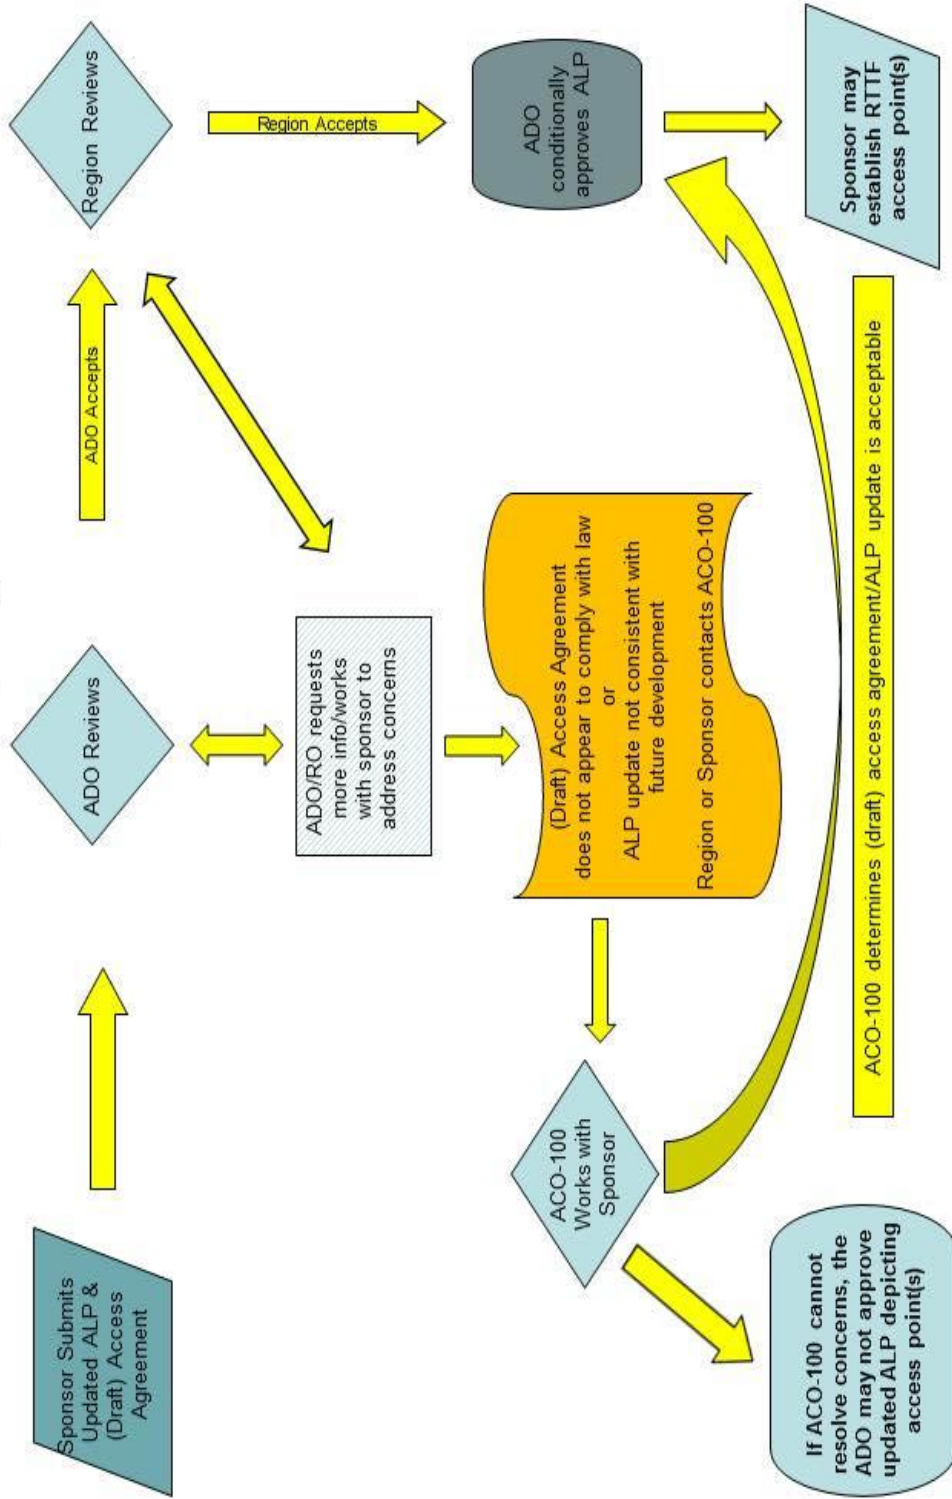 Sponsor Submits
Updated ALP &
(Draft) Access
Agreement
ADO Reviews
ADO Accepts
Region Reviews
Region Accepts
ADO/RO requests
more info/works
with sponsor to
address concerns
(Draft) Access Agreement
does not appear to comply with law
or
ALP update not consistent with
future development
Region or Sponsor contacts ACO-100
ADO
conditionally
approves ALP
ACO-100
Works with
Sponsor
Sponsor may
establish RTTF
access point(s)
ACO-100 determines (draft) access agreement/ALP update is acceptable
If ACO-100 cannot
resolve concerns, the
ADO may not approve
updated ALP depicting
access point(s)